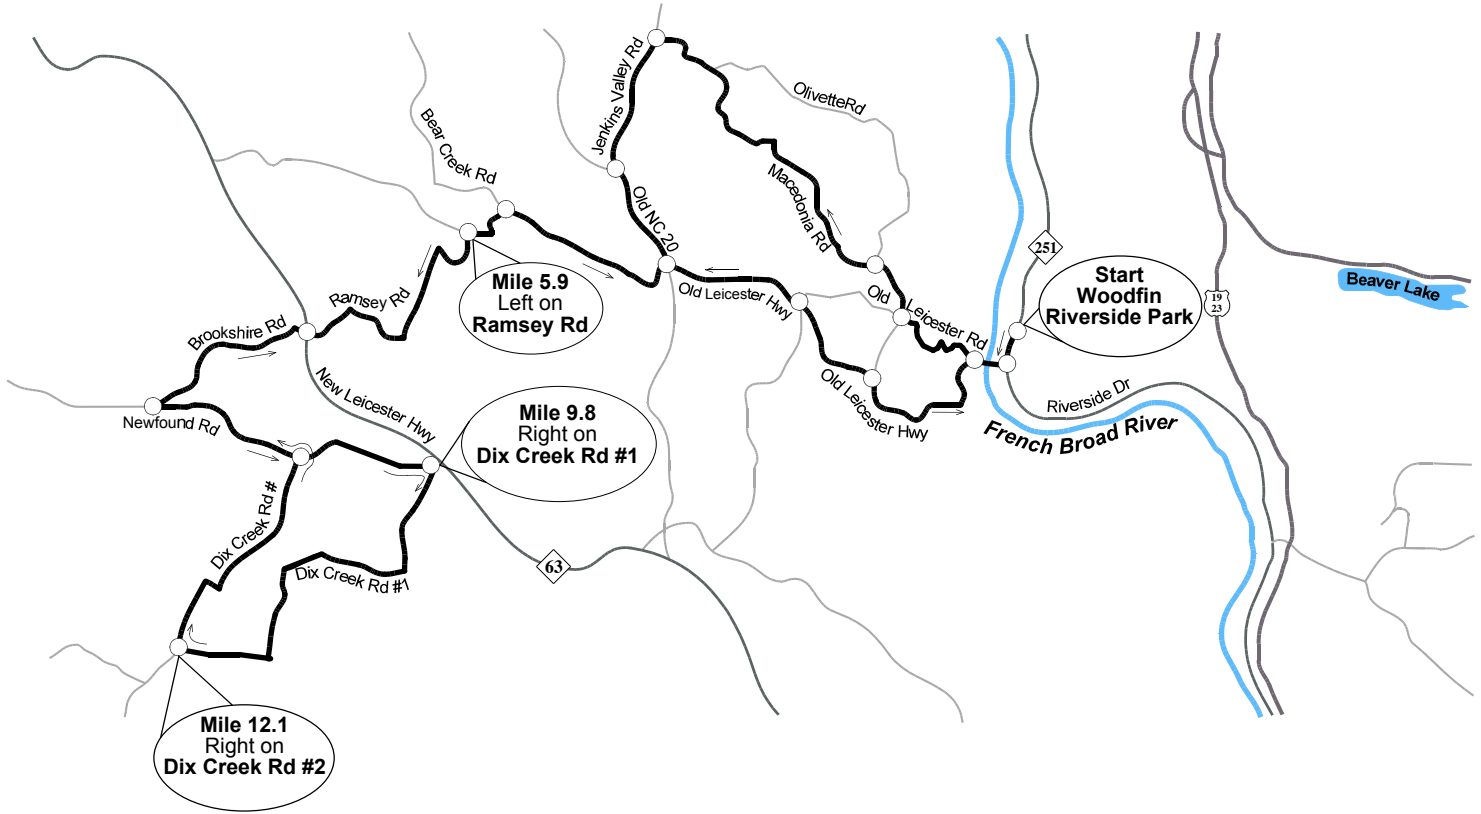 Jenkins Valley Rd
OlivetteRd
Bear Creek Rd
Macedonia Rd
Old NC 20
251
Start
Woodfin
Riverside Park
19
23
Beaver Lake
Mile 5.9
Left on
Ramsey Rd
Old Leicester Hwy
Old Leicester Rd
Ramsey Rd
Brookshire Rd
New Leicester Hwy
Old Leicester Hwy
Riverside Dr
French Broad River
Newfound Rd
Mile 9.8
Right on
Dix Creek Rd #1
Dix Creek Rd #
63
Dix Creek Rd #1
Mile 12.1
Right on
Dix Creek Rd #2